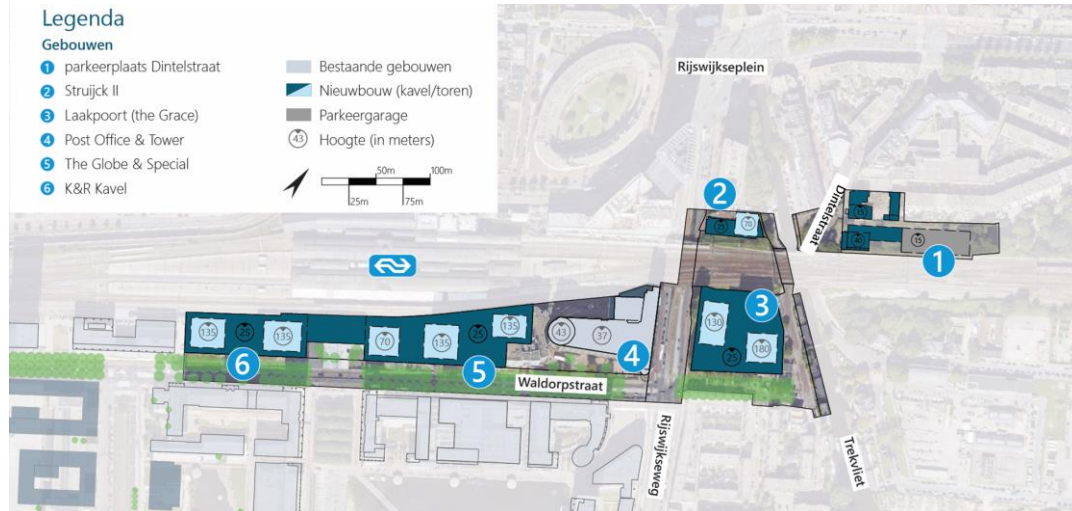 Legenda
Gebouwen
1 parkeerplaats Dintelstraat
2 Struijck II
3 Laakpoort (the Grace)
4 Post Office & Tower
5 The Globe & Special
6 K&R Kavel
Bestaande gebouwen
Nieuwbouw (kavel/toren)
Parkeergarage
43 Hoogte (in meters)
50m 100m
25m 75m
Rijswijkseplein
2
70
Dintelstraat
40
15
1
3
130
180
25
135
25
135
6
70
135
25
135
5
43
37
4
Waldorpstraat
Rijswijkseweg
Trekvliet